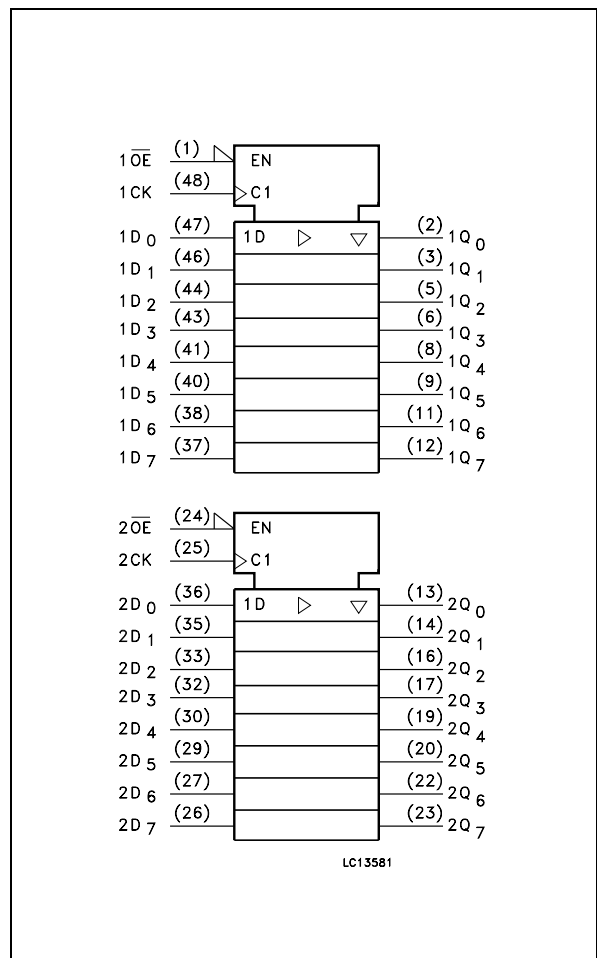 1OE (1) EN
1CK (48) C1
1D0 (47) 1D (2) 1Q0
1D1 (46) (3) 1Q1
1D2 (44) (5) 1Q2
1D3 (43) (6) 1Q3
1D4 (41) (8) 1Q4
1D5 (40) (9) 1Q5
1D6 (38) (11) 1Q6
1D7 (37) (12) 1Q7
2OE (24) EN
2CK (25) C1
2D0 (36) 1D (13) 2Q0
2D1 (35) (14) 2Q1
2D2 (33) (16) 2Q2
2D3 (32) (17) 2Q3
2D4 (30) (19) 2Q4
2D5 (29) (20) 2Q5
2D6 (27) (22) 2Q6
2D7 (26) (23) 2Q7
LC13581